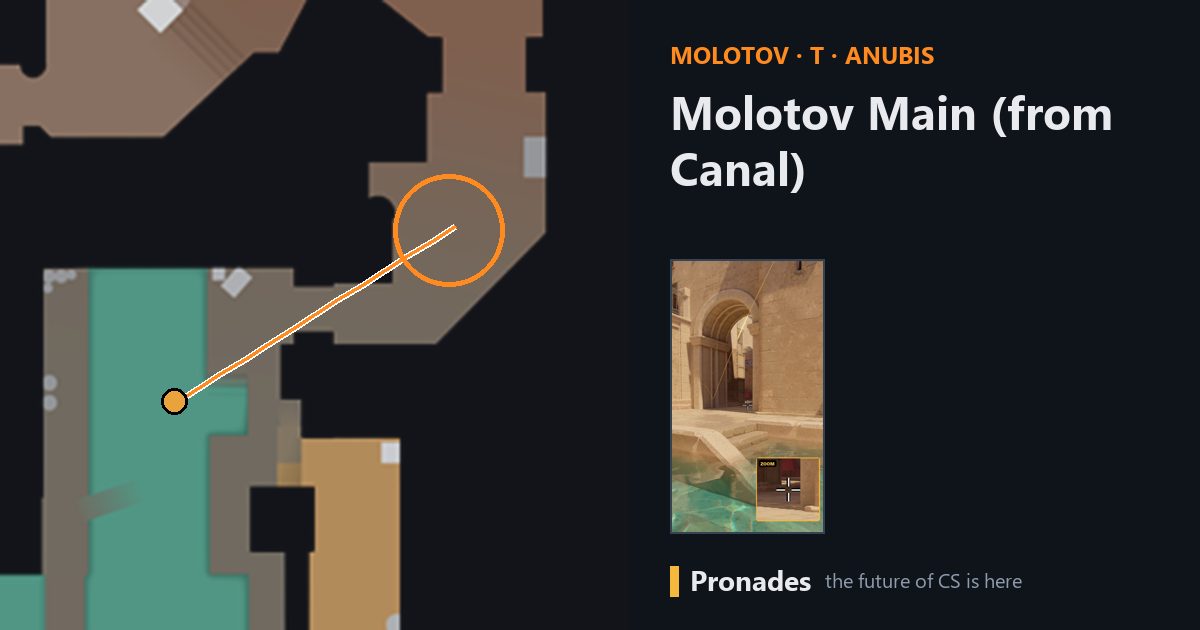 MOLOTOV · T · ANUBIS
Molotov Main (from
Canal)
ZOOM
Pronades the future of CS is here